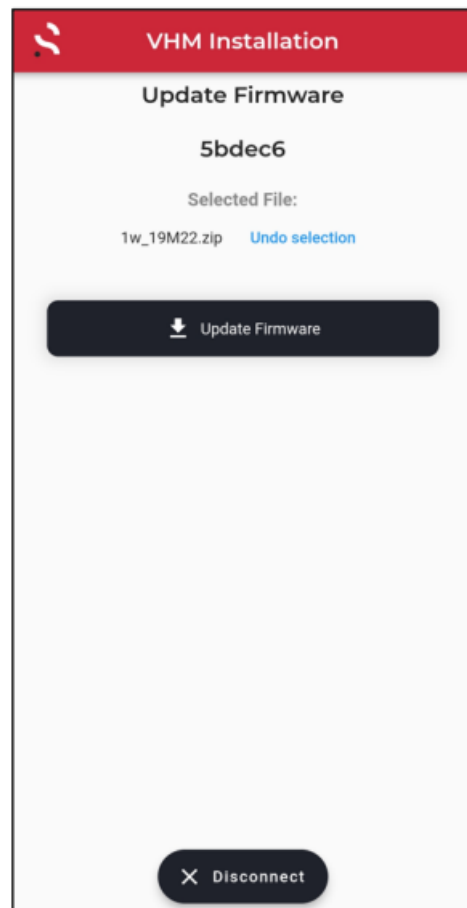 VHM Installation
Update Firmware
5bdec6
Selected File:
1w_19M22.zip Undo selection
Update Firmware
Disconnect